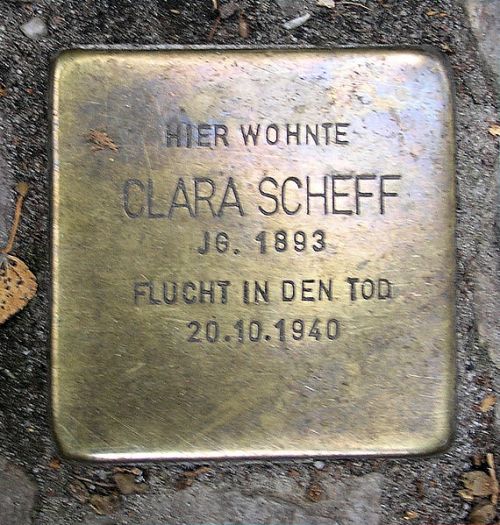 HIER WOHNTE
CLARA SCHEFF
JG. 1893
FLUCHT IN DEN TOD
20.10.1940